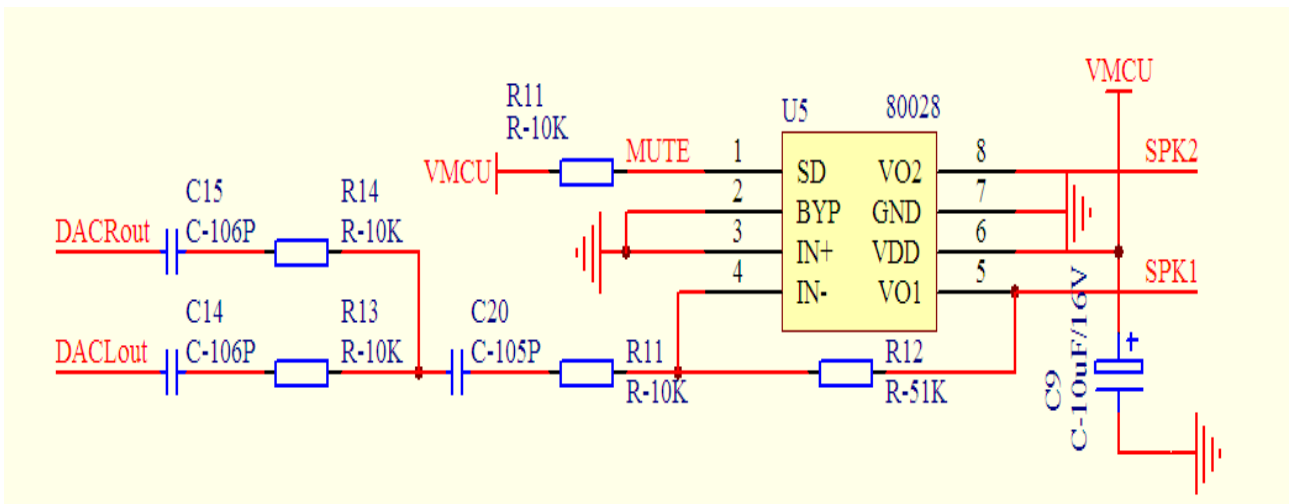 VMCU
R11
R-10K
U5
80028
VMCU
MUTE
1
SD
VO2
8
SPK2
C15
C-106P
R14
R-10K
2
BYP
GND
7
DACRout
3
IN+
VDD
6
4
IN-
VO1
5
SPK1
C14
C-106P
R13
R-10K
C20
C-105P
DACLout
R11
R-10K
R12
R-51K
C9
C-10uF/16V
+